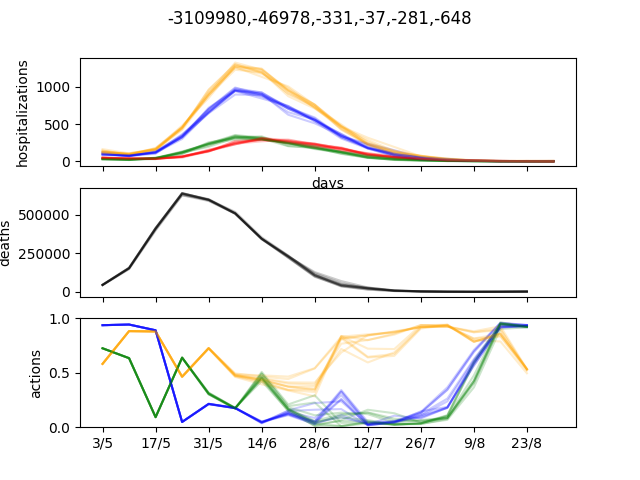 -3109980,-46978,-331,-37,-281,-648
hospitalizations
1000
500
0
days
deaths
500000
250000
0
actions
1.0
0.5
0.0
3/5 17/5 31/5 14/6 28/6 12/7 26/7 9/8 23/8